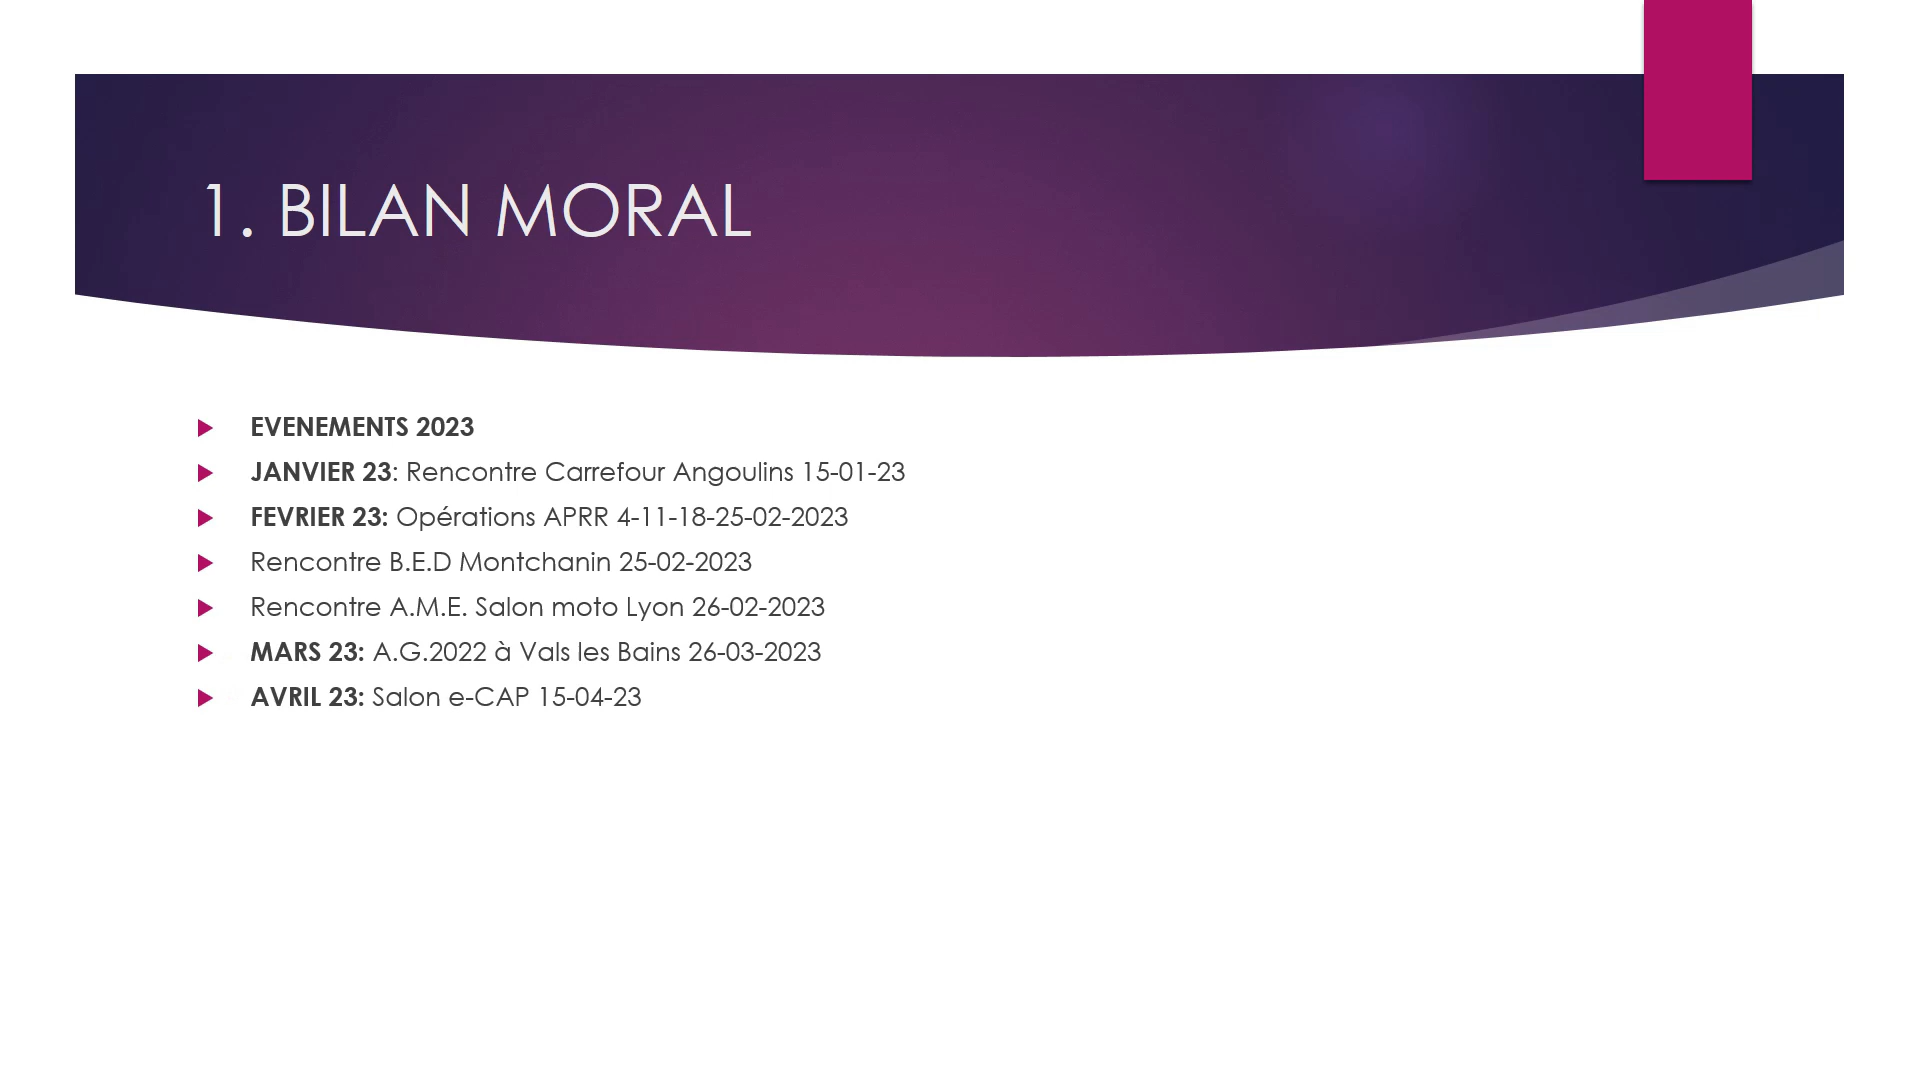 1. BILAN MORAL
EVENEMENTS 2023
JANVIER 23: Rencontre Carrefour Angoulins 15-01-23
FEVRIER 23: Opérations APRR 4-11-18-25-02-2023
Rencontre B.E.D Montchanin 25-02-2023
Rencontre A.M.E. Salon moto Lyon 26-02-2023
MARS 23: A.G.2022 à Vals les Bains 26-03-2023
AVRIL 23: Salon e-CAP 15-04-23